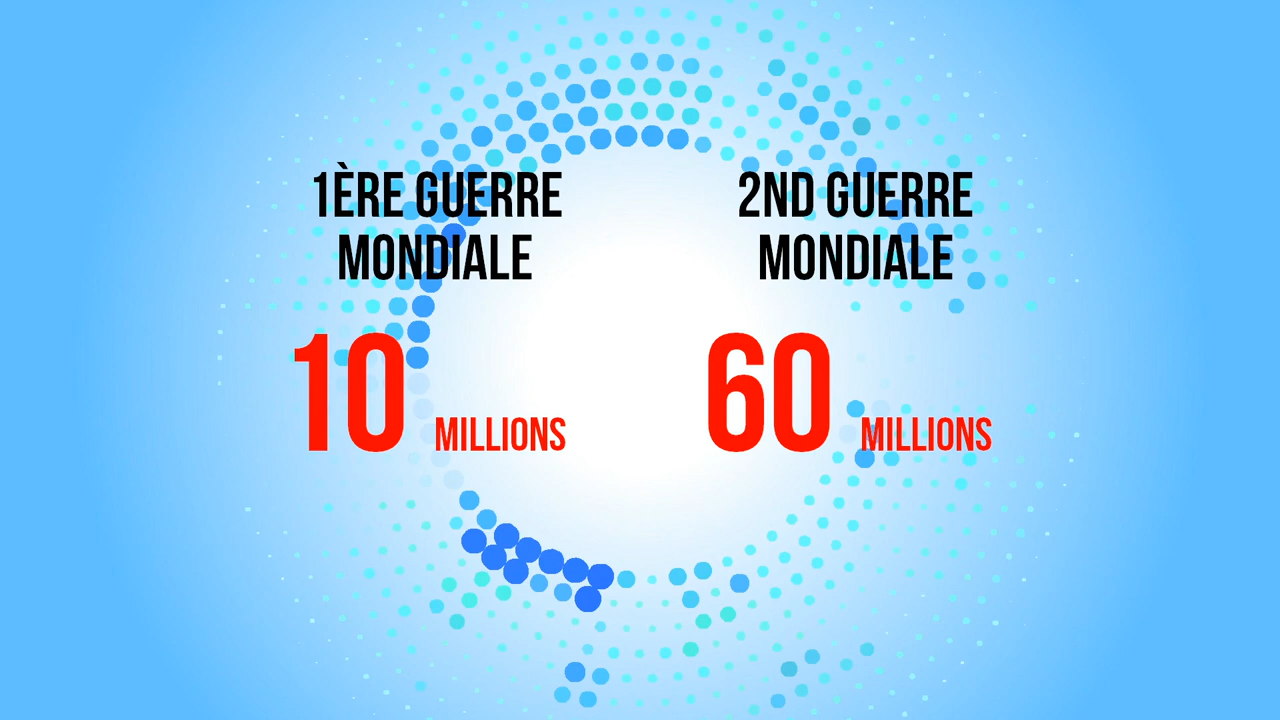 1ÈRE GUERRE
MONDIALE
10 MILLIONS
2ND GUERRE
MONDIALE
60 MILLIONS